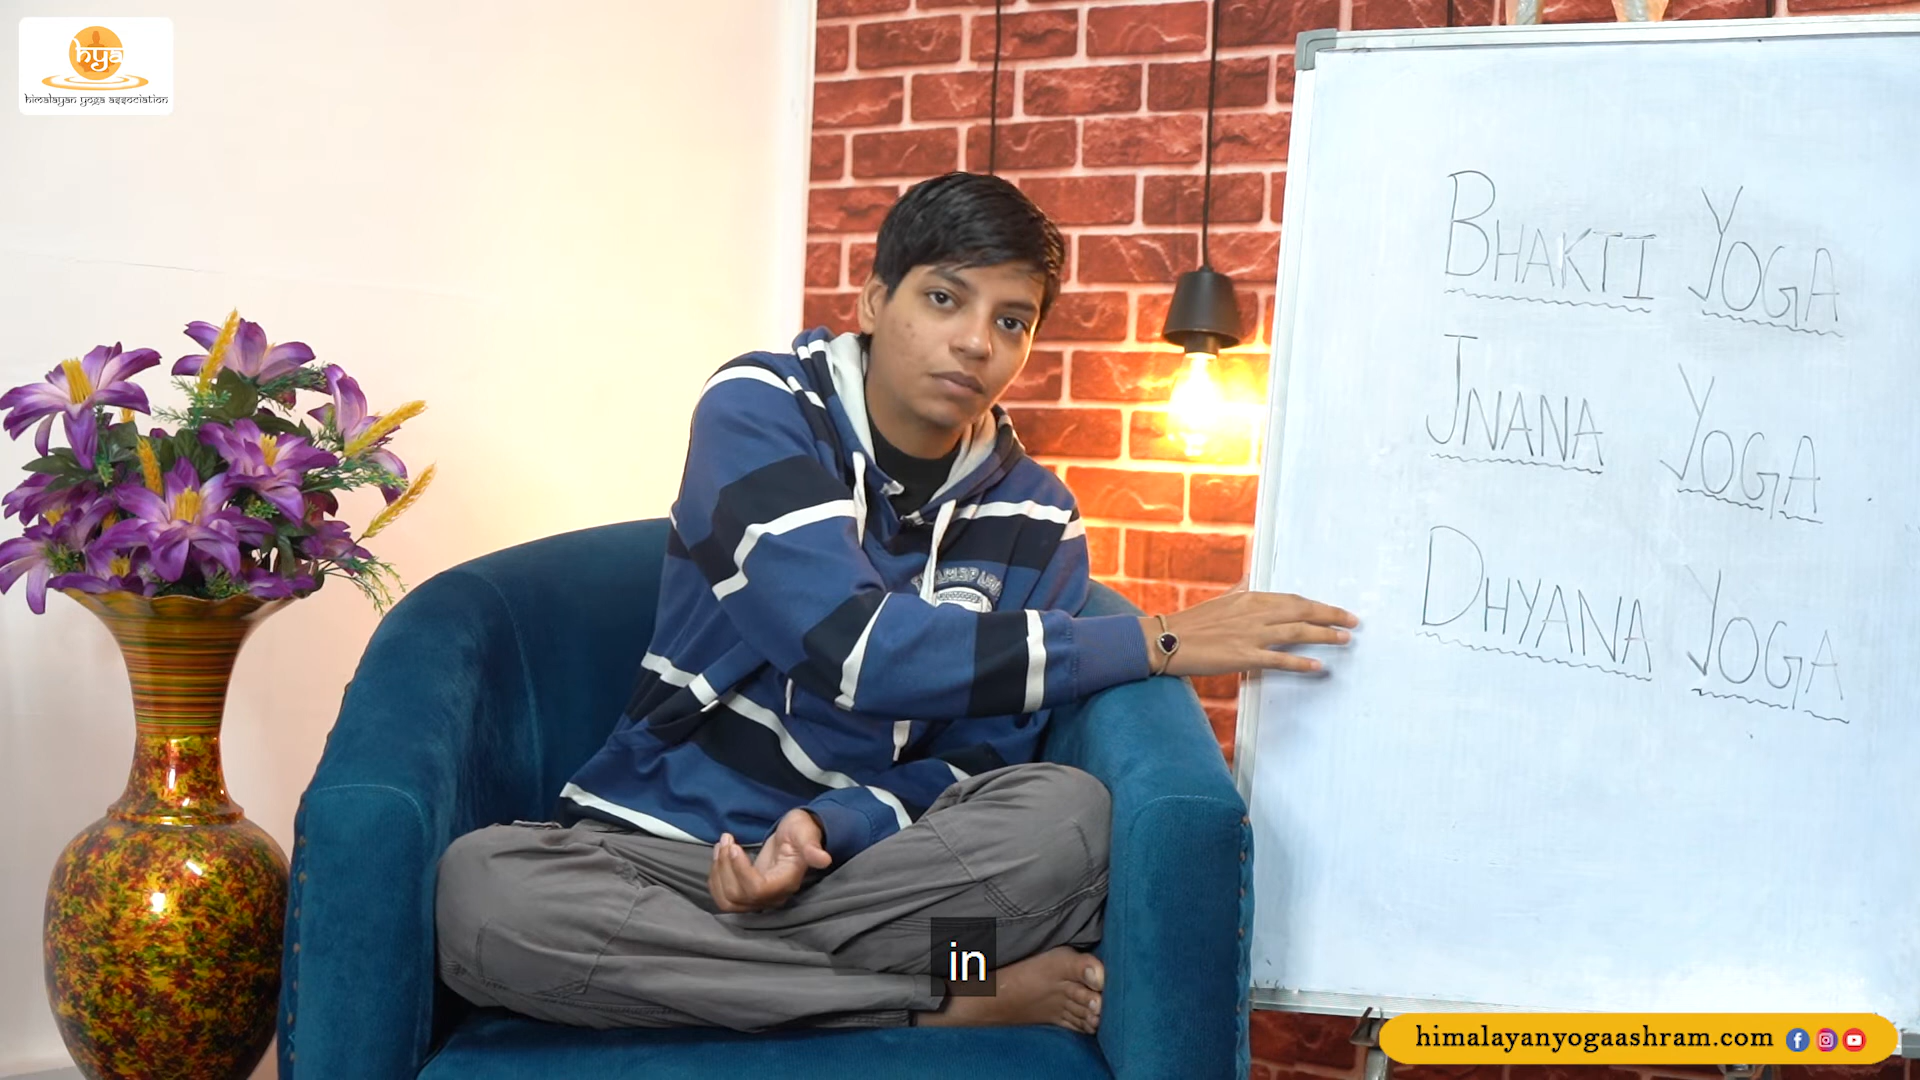 hya
himalayan yoga association
BHAKTI YOGA
JNANA YOGA
DHYANA YOGA
in
himalayanyogaashram.com